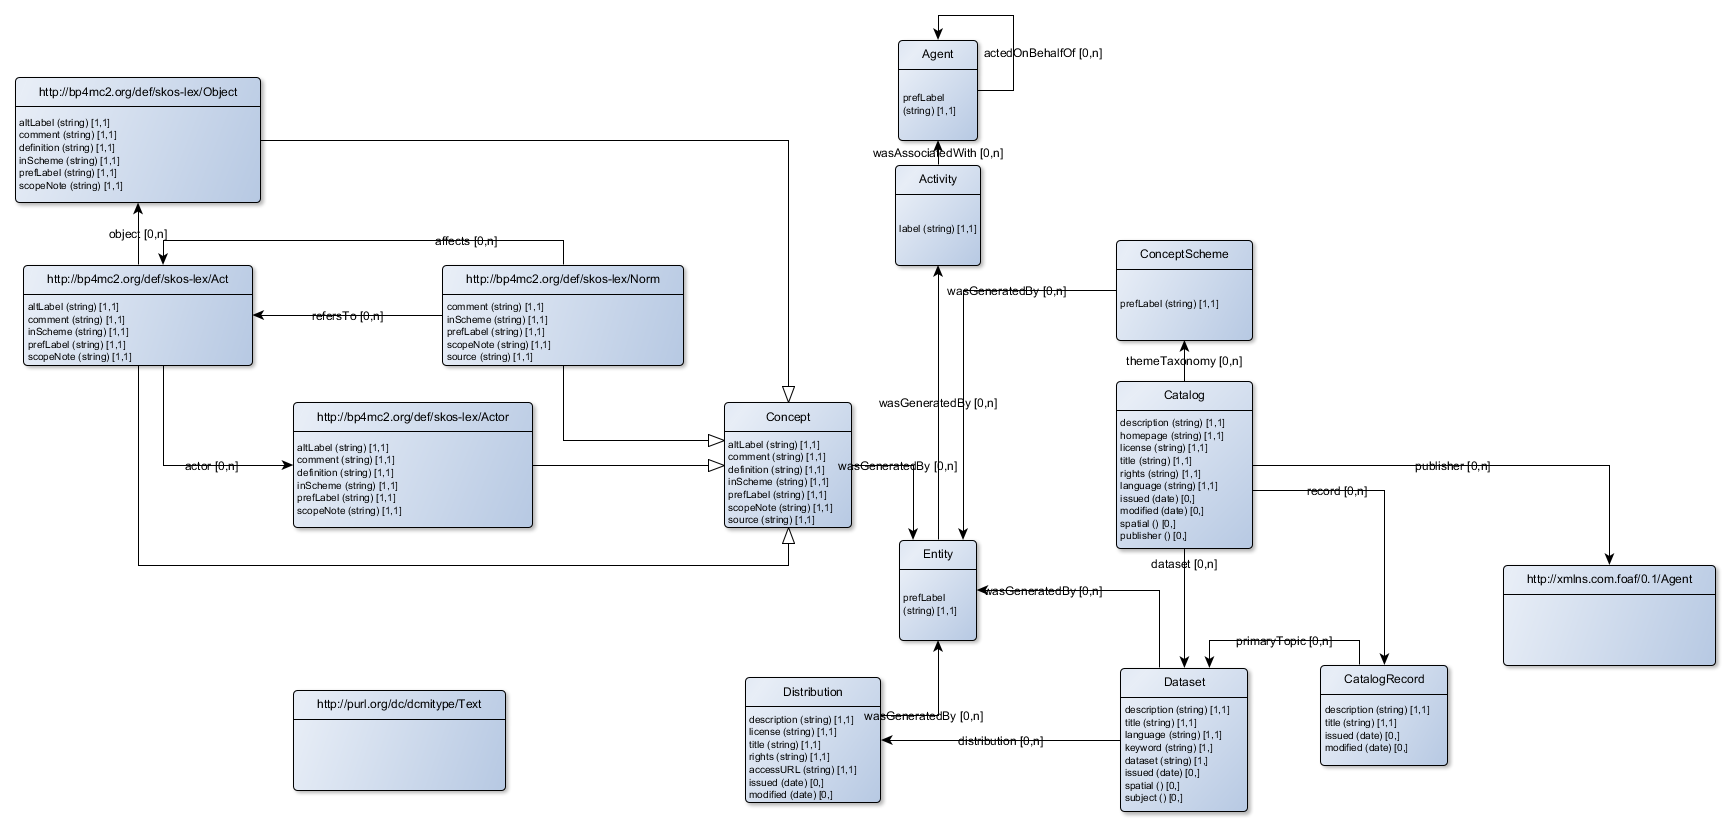 actedOnBehalfOf [0,n]
Agent
prefLabel
(string) [1,1]
wasAssociatedWith [0,n]
Activity
label (string) [1,1]
http://bp4mc2.org/def/skos-lex/Object
altLabel (string) [1,1]
comment (string) [1,1]
definition (string) [1,1]
inScheme (string) [1,1]
prefLabel (string) [1,1]
scopeNote (string) [1,1]
object [0,n]
affects [0,n]
http://bp4mc2.org/def/skos-lex/Act
altLabel (string) [1,1]
comment (string) [1,1]
inScheme (string) [1,1]
prefLabel (string) [1,1]
scopeNote (string) [1,1]
refersTo [0,n]
http://bp4mc2.org/def/skos-lex/Norm
comment (string) [1,1]
inScheme (string) [1,1]
prefLabel (string) [1,1]
scopeNote (string) [1,1]
source (string) [1,1]
ConceptScheme
prefLabel (string) [1,1]
wasGeneratedBy [0,n]
themeTaxonomy [0,n]
wasGeneratedBy [0,n]
http://bp4mc2.org/def/skos-lex/Actor
altLabel (string) [1,1]
comment (string) [1,1]
definition (string) [1,1]
inScheme (string) [1,1]
prefLabel (string) [1,1]
scopeNote (string) [1,1]
actor [0,n]
Concept
altLabel (string) [1,1]
comment (string) [1,1]
definition (string) [1,1]
inScheme (string) [1,1]
prefLabel (string) [1,1]
scopeNote (string) [1,1]
source (string) [1,1]
wasGeneratedBy [0,n]
Catalog
description (string) [1,1]
homepage (string) [1,1]
license (string) [1,1]
title (string) [1,1]
rights (string) [1,1]
language (string) [1,1]
issued (date) [0,]
modified (date) [0,]
spatial () [0,]
publisher () [0,]
publisher [0,n]
record [0,n]
dataset [0,n]
Entity
prefLabel
(string) [1,1]
wasGeneratedBy [0,n]
http://xmlns.com.foaf/0.1/Agent
primaryTopic [0,n]
http://purl.org/dc/dcmitype/Text
Distribution
description (string) [1,1]
license (string) [1,1]
title (string) [1,1]
rights (string) [1,1]
accessURL (string) [1,1]
issued (date) [0,]
modified (date) [0,]
wasGeneratedBy [0,n]
distribution [0,n]
Dataset
description (string) [1,1]
title (string) [1,1]
language (string) [1,1]
keyword (string) [1,]
dataset (string) [1,]
issued (date) [0,]
spatial () [0,]
subject () [0,]
CatalogRecord
description (string) [1,1]
title (string) [1,1]
issued (date) [0,]
modified (date) [0,]